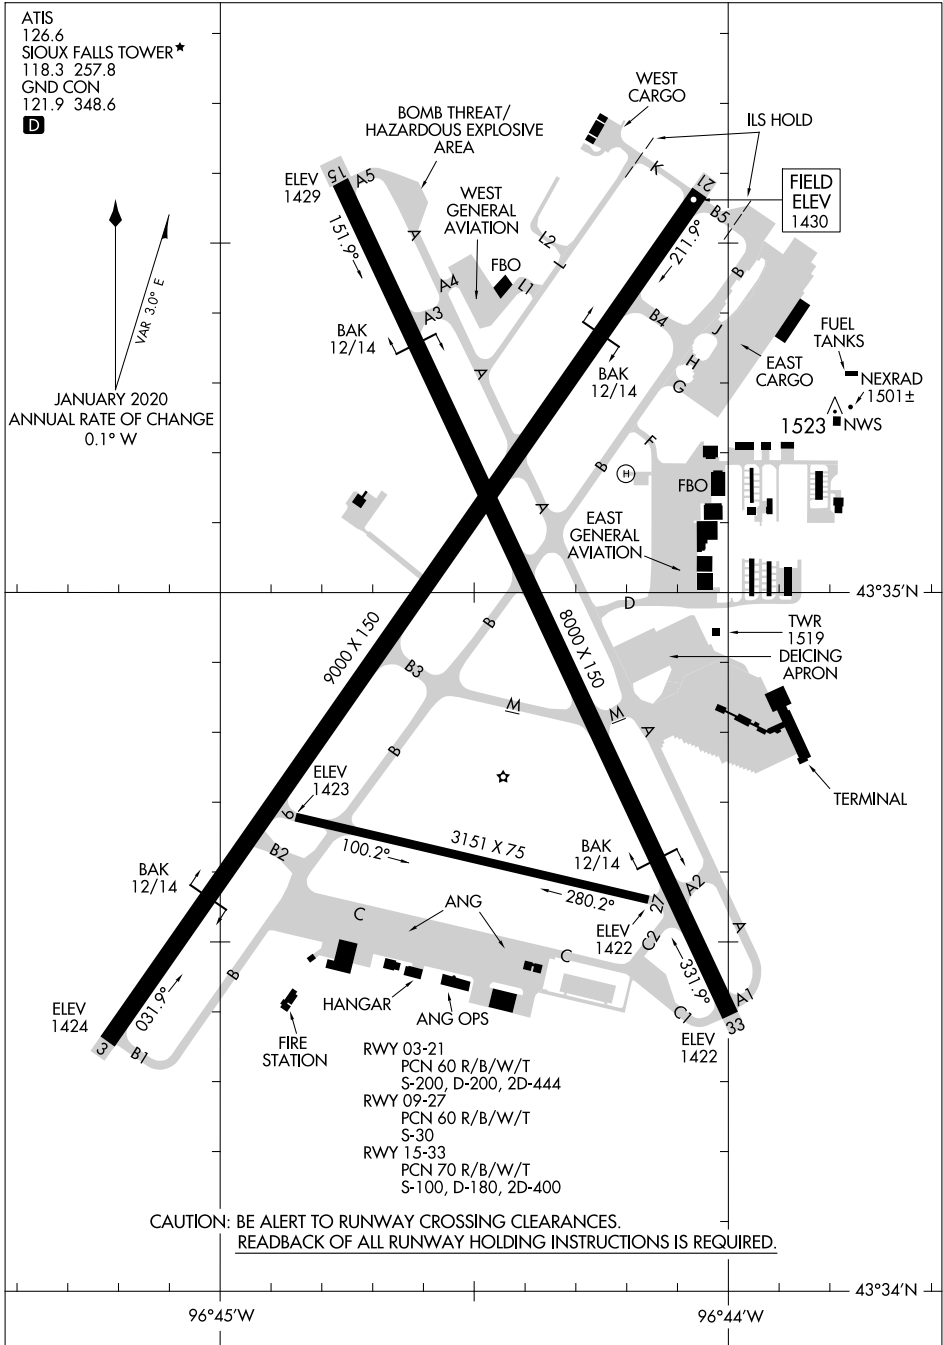 ATIS
126.6
SIOUX FALLS TOWER★
118.3 257.8
GND CON
121.9 348.6
D
WEST
CARGO
ILS HOLD
BOMB THREAT/
HAZARDOUS EXPLOSIVE
AREA
ELEV
1429
15
A5
K
21
FIELD
ELEV
1430
WEST
GENERAL
AVIATION
A
151.9°
L2
L
B5
211.9°
B
FBO
L1
A4
A3
VAR 3.0° E
BAK
12/14
B4
J
H
G
BAK
12/14
EAST
CARGO
FUEL
TANKS
NEXRAD
1501±
1523
NWS
A
JANUARY 2020
ANNUAL RATE OF CHANGE
0.1° W
F
B
H
FBO
A
EAST
GENERAL
AVIATION
43°35'N
D
9000 X 150
8000 X 150
B
TWR
1519
DEICING
APRON
B3
M
M
A
B
TERMINAL
ELEV
1423
9
3151 X 75
100.2°
280.2°
BAK
12/14
B2
BAK
12/14
A2
27
ELEV
1422
C
ANG
C
C2
A
B
331.9°
031.9°
A1
C1
33
ELEV
1422
ELEV
1424
3
B1
HANGAR
ANG OPS
FIRE
STATION
RWY 03-21
PCN 60 R/B/W/T
S-200, D-200, 2D-444
RWY 09-27
PCN 60 R/B/W/T
S-30
RWY 15-33
PCN 70 R/B/W/T
S-100, D-180, 2D-400
CAUTION: BE ALERT TO RUNWAY CROSSING CLEARANCES.
READBACK OF ALL RUNWAY HOLDING INSTRUCTIONS IS REQUIRED.
43°34'N
96°45'W
96°44'W